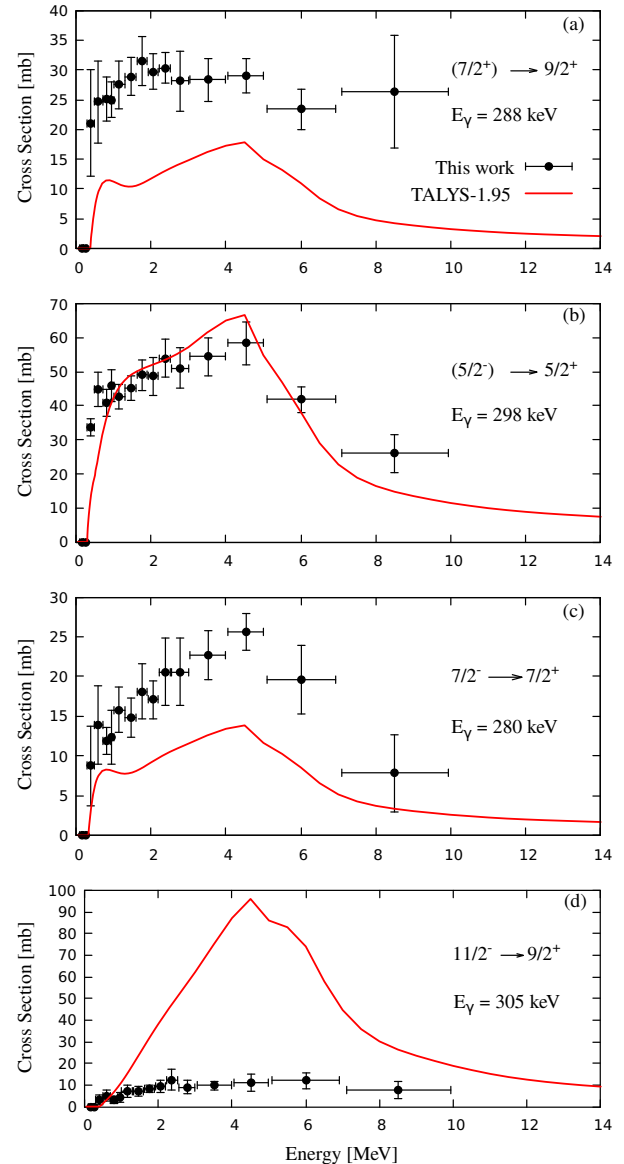 (a)
(7/2⁺) → 9/2⁺
E_γ = 288 keV
This work
TALYS-1.95
Cross Section [mb]
40
35
30
25
20
15
10
5
0
0 2 4 6 8 10 12 14
(b)
(5/2⁻) → 5/2⁺
E_γ = 298 keV
Cross Section [mb]
70
60
50
40
30
20
10
0
0 2 4 6 8 10 12 14
(c)
7/2⁻ → 7/2⁺
E_γ = 280 keV
Cross Section [mb]
30
25
20
15
10
5
0
0 2 4 6 8 10 12 14
(d)
11/2⁻ → 9/2⁺
E_γ = 305 keV
Cross Section [mb]
100
90
80
70
60
50
40
30
20
10
0
0 2 4 6 8 10 12 14
Energy [MeV]